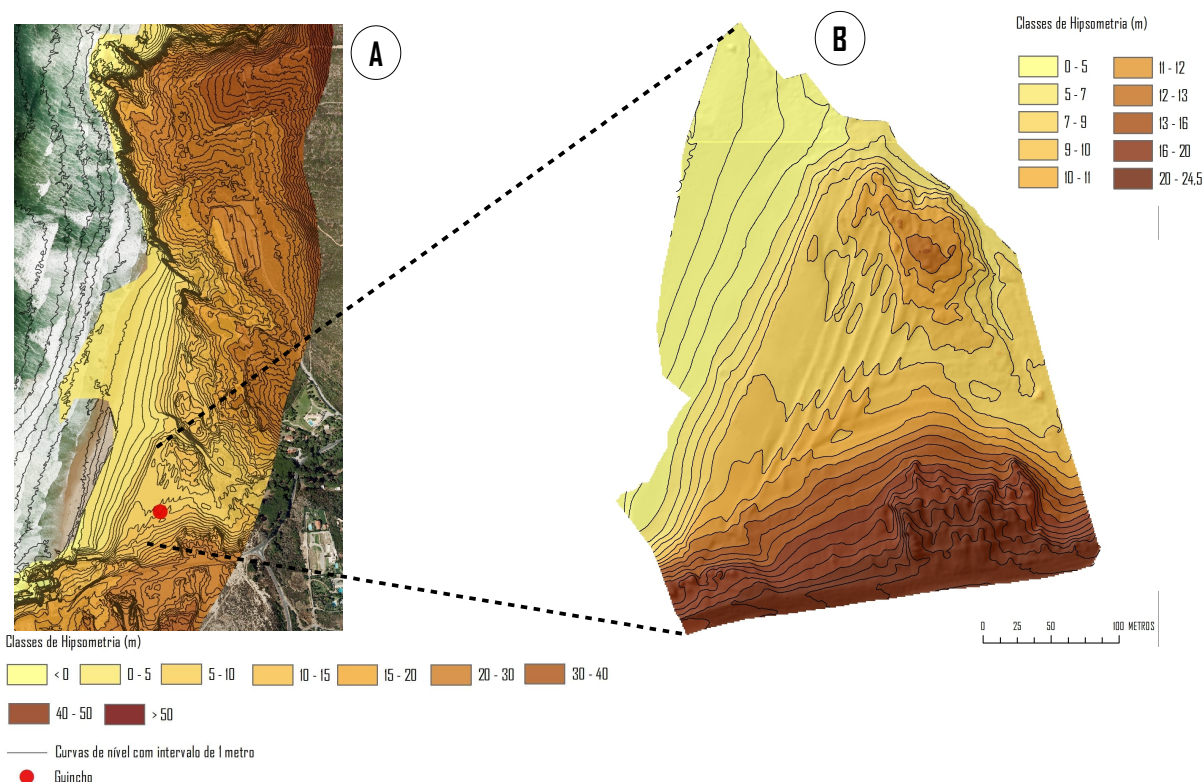 A
B
Classes de Hipsometria (m)
0 - 5
11 - 12
5 - 7
12 - 13
7 - 9
13 - 16
9 - 10
16 - 20
10 - 11
20 - 24,5
0 25 50 100 METROS
Classes de Hipsometria (m)
< 0
0 - 5
5 - 10
10 - 15
15 - 20
20 - 30
30 - 40
40 - 50
> 50
Curvas de nível com intervalo de 1 metro
Guincho